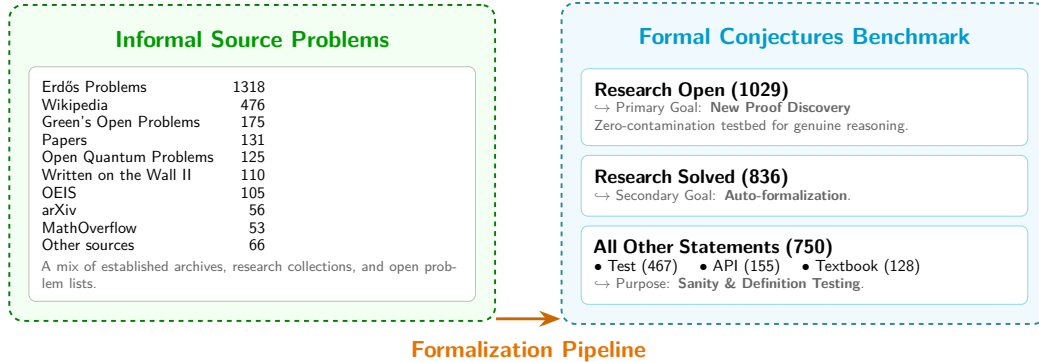 Informal Source Problems
Erdős Problems 1318
Wikipedia 476
Green's Open Problems 175
Papers 131
Open Quantum Problems 125
Written on the Wall II 110
OEIS 105
arXiv 56
MathOverflow 53
Other sources 66
A mix of established archives, research collections, and open prob-
lem lists.
Formal Conjectures Benchmark
Research Open (1029)
↪ Primary Goal: New Proof Discovery
Zero-contamination testbed for genuine reasoning.
Research Solved (836)
↪ Secondary Goal: Auto-formalization.
All Other Statements (750)
• Test (467) • API (155) • Textbook (128)
↪ Purpose: Sanity & Definition Testing.
Formalization Pipeline